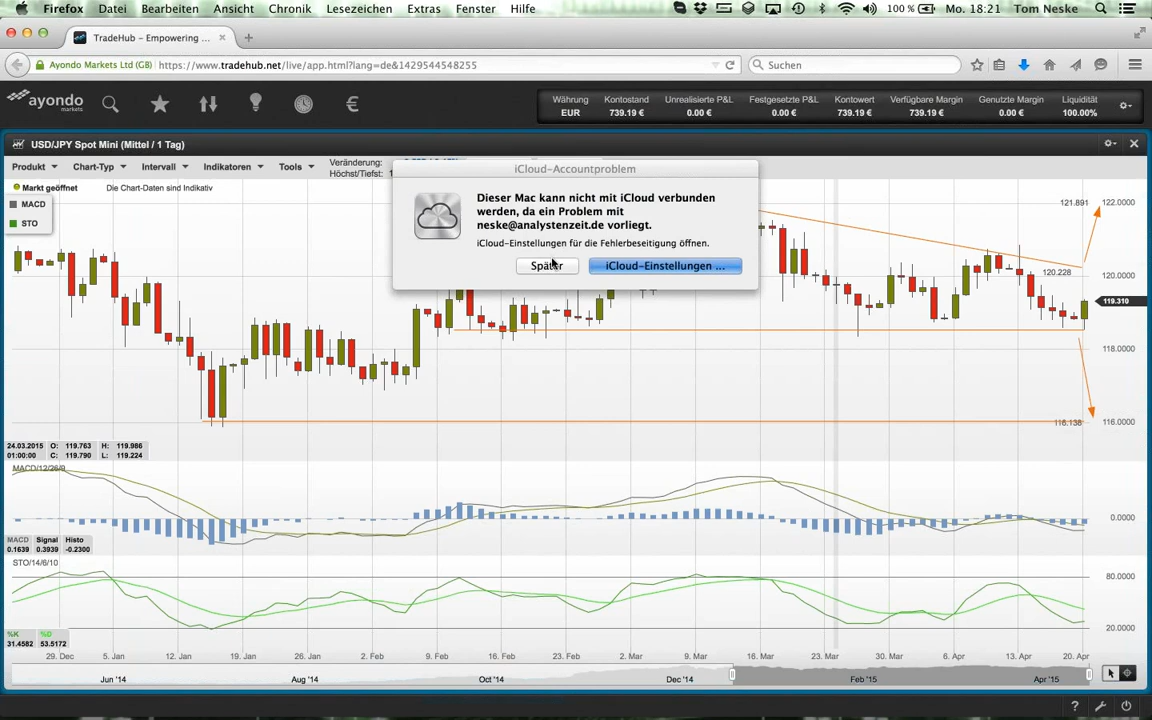 Firefox Datei Bearbeiten Ansicht Chronik Lesezeichen Extras Fenster Hilfe 100% Mo. 18:21 Tom Neske
TradeHub – Empowering ...
Ayondo Markets Ltd (GB) https://www.tradehub.net/live/app.html?lang=de&1429544548255 Suchen
ayondo markets
Währung Kontostand Unrealisierte P&L Festgesetzte P&L Kontowert Verfügbare Margin Genutzte Margin Liquidität
EUR 739.19 € 0.00 € 0.00 € 739.19 € 739.19 € 0.00 € 100.00%
USD/JPY Spot Mini (Mittel / 1 Tag)
Produkt Chart-Typ Intervall Indikatoren Tools Veränderung:
Höchst/Tiefst:
Markt geöffnet Die Chart-Daten sind Indikativ
MACD
STO
iCloud-Accountproblem
Dieser Mac kann nicht mit iCloud verbunden
werden, da ein Problem mit
neske@analystenzeit.de vorliegt.
iCloud-Einstellungen für die Fehlerbeseitigung öffnen.
Später iCloud-Einstellungen ...
121.891 122.0000
120.228 120.0000
119.310
118.0000
116.138 116.0000
24.03.2015 O: 119.763 H: 119.986
01:00:00 C: 119.790 L: 119.224
MACD/12/26/9
0.0000
MACD Signal Histo
0.1639 0.3939 -0.2300
STO/14/6/10
80.0000
20.0000
%K %D
31.4582 53.5172
29. Dec 5. Jan 12. Jan 19. Jan 26. Jan 2. Feb 9. Feb 16. Feb 23. Feb 2. Mar 9. Mar 16. Mar 23. Mar 30. Mar 6. Apr 13. Apr 20. Apr
Jun '14 Aug '14 Oct '14 Dec '14 Feb '15 Apr '15